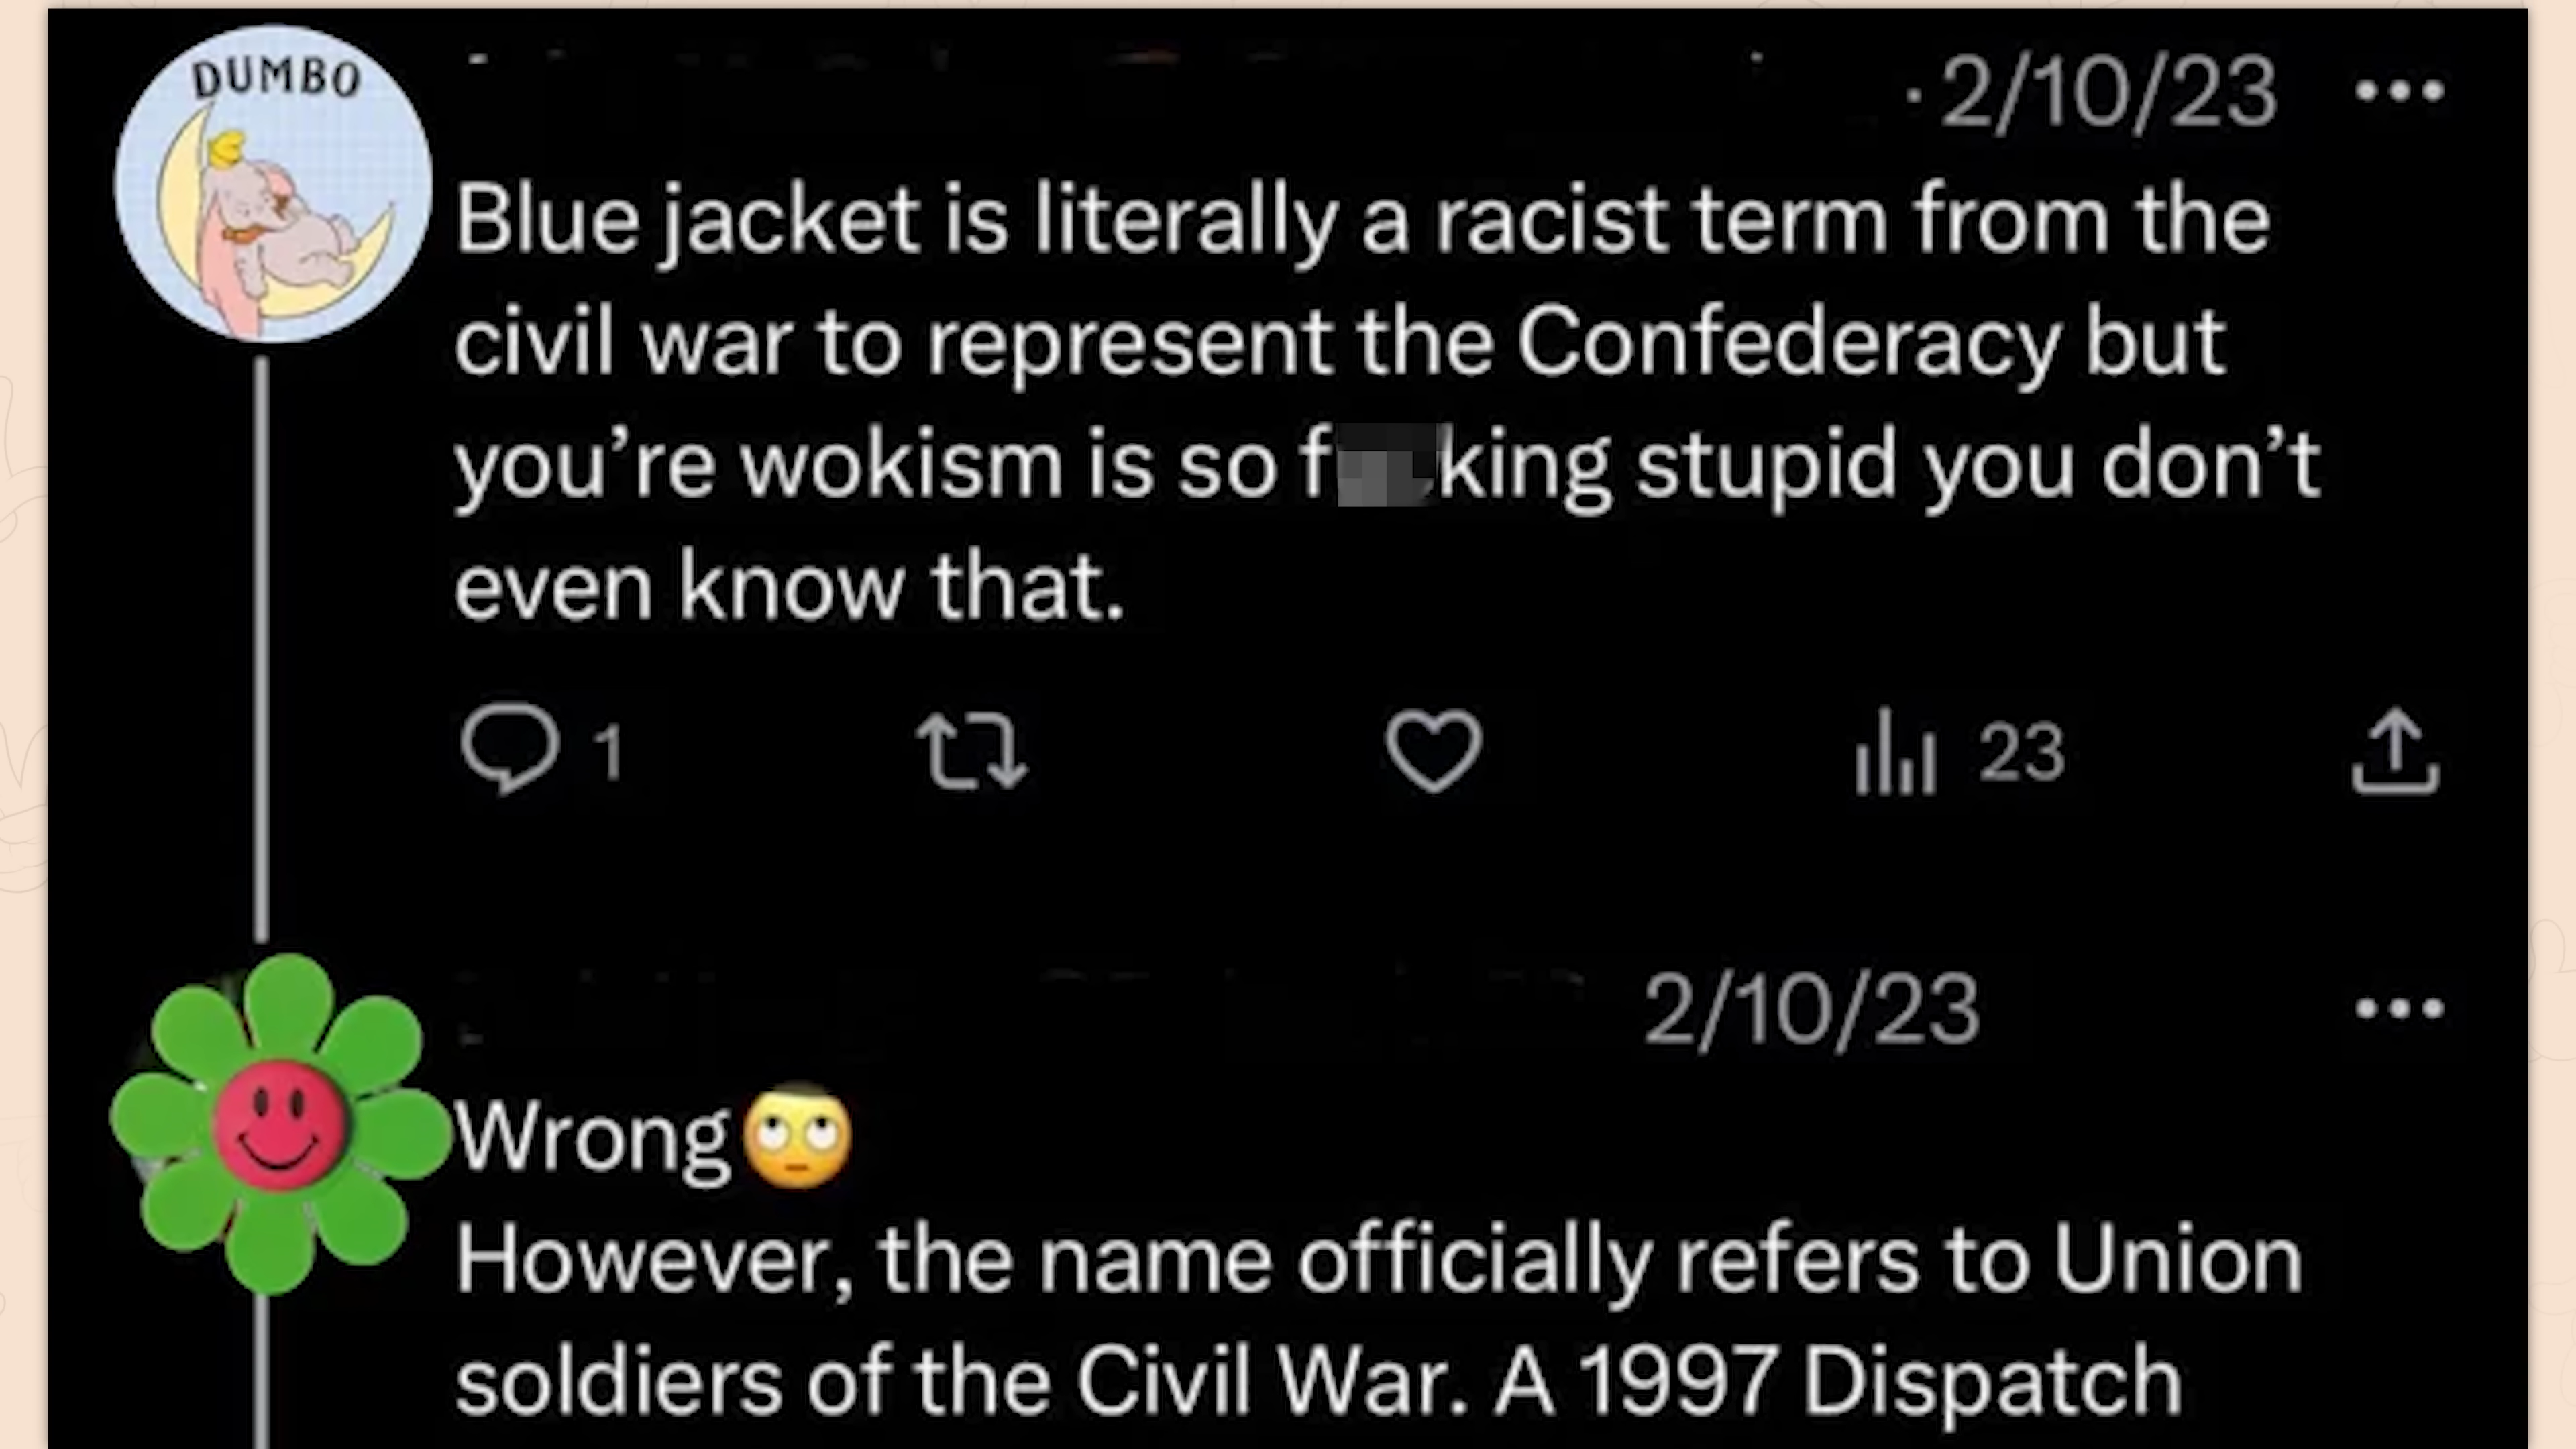 DUMBO
· 2/10/23
Blue jacket is literally a racist term from the
civil war to represent the Confederacy but
you’re wokism is so f king stupid you don’t
even know that.
1 23
2/10/23
Wrong🙄
However, the name officially refers to Union
soldiers of the Civil War. A 1997 Dispatch